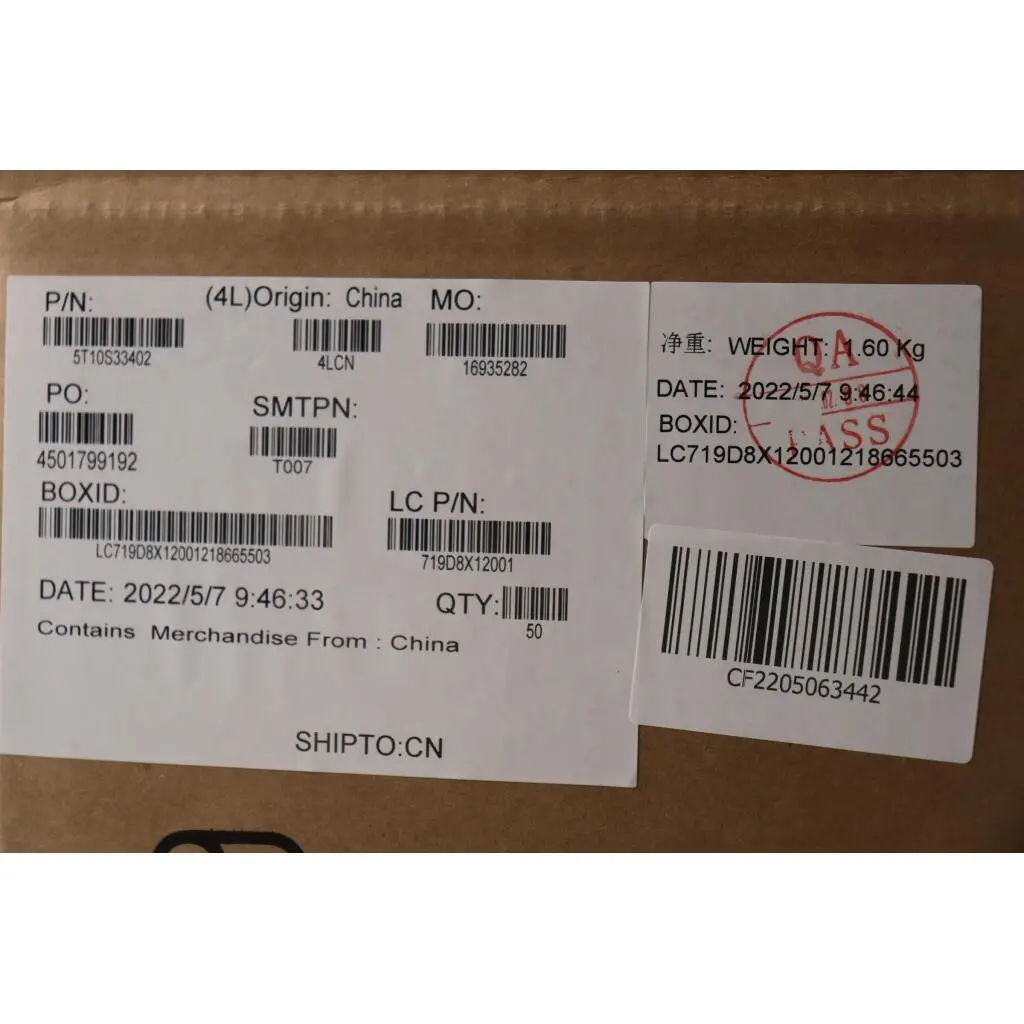 P/N:
5T10S33402
(4L)Origin: China
4LCN
MO:
16935282
PO:
4501799192
SMTPN:
T007
BOXID:
LC719D8X12001218665503
LC P/N:
719D8X12001
DATE: 2022/5/7 9:46:33
QTY:
50
Contains Merchandise From : China
SHIPTO:CN
净重: WEIGHT: 1.60 Kg
DATE: 2022/5/7 9:46:44
BOXID:
LC719D8X12001218665503
QA
PASS
CF2205063442